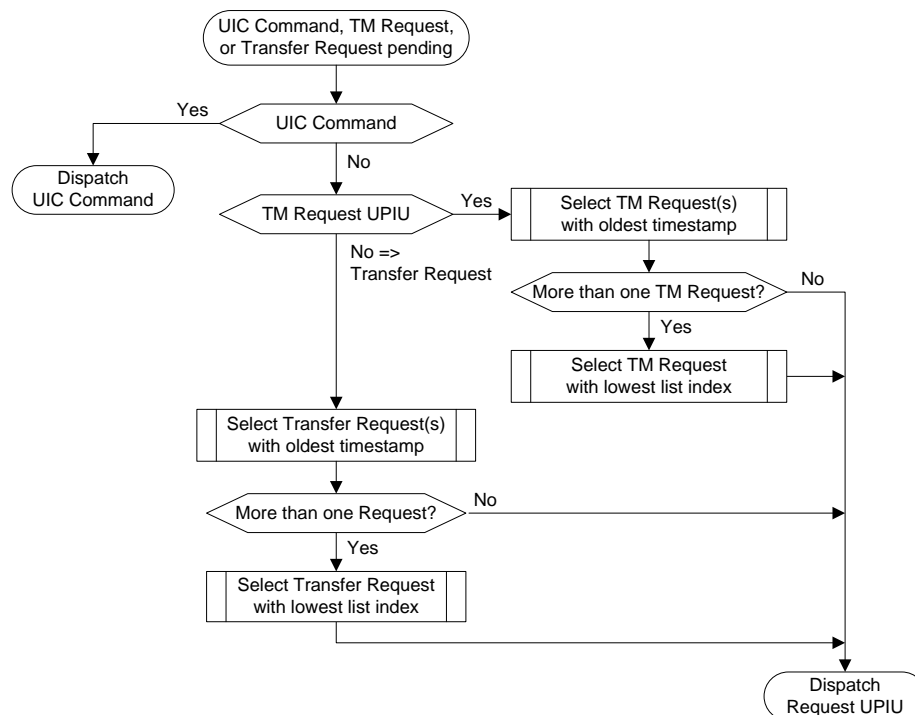 UIC Command, TM Request,
or Transfer Request pending
Yes
UIC Command
No
Dispatch
UIC Command
TM Request UPIU
Yes
Select TM Request(s)
with oldest timestamp
No =>
Transfer Request
More than one TM Request?
No
Yes
Select TM Request
with lowest list index
Select Transfer Request(s)
with oldest timestamp
More than one Request?
No
Yes
Select Transfer Request
with lowest list index
Dispatch
Request UPIU